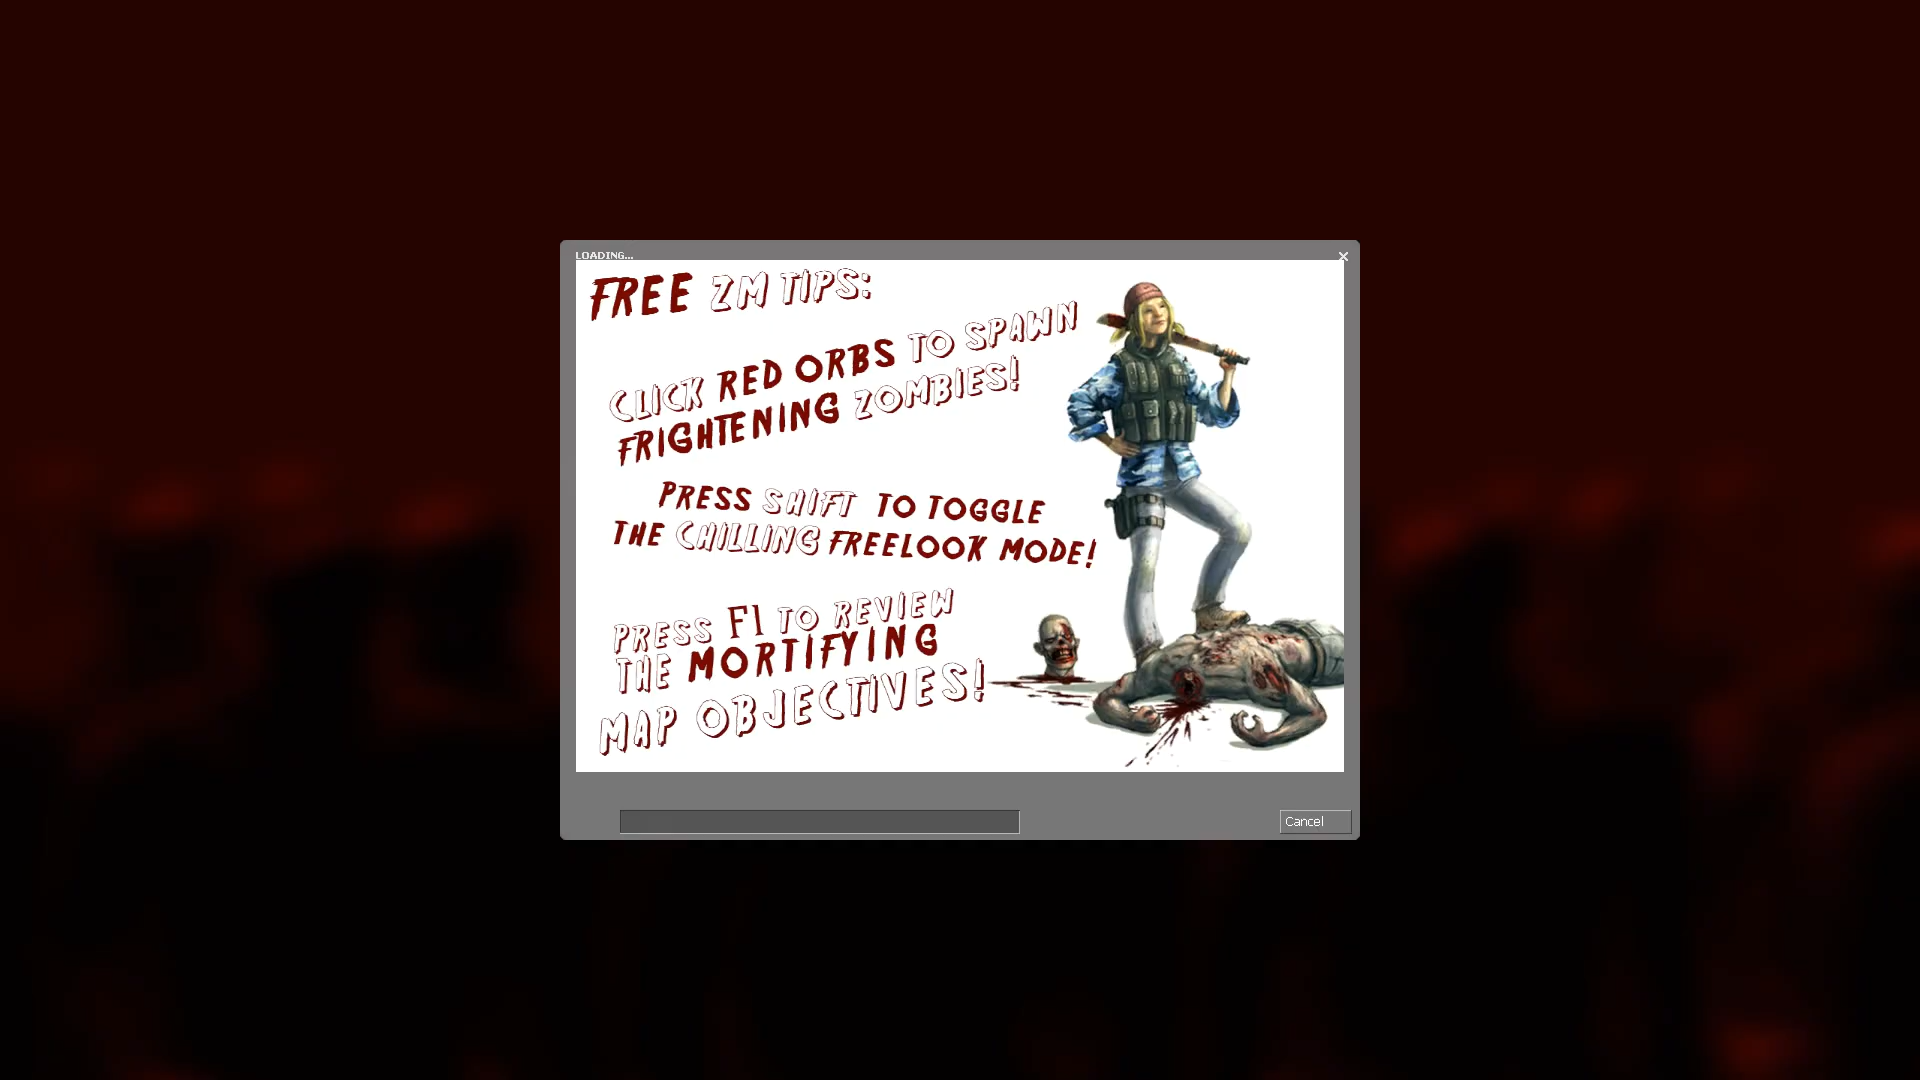 LOADING...
FREE ZM TIPS:
CLICK RED ORBS TO SPAWN
FRIGHTENING ZOMBIES!
PRESS SHIFT TO TOGGLE
THE CHILLING FREELOOK MODE!
PRESS F1 TO REVIEW
THE MORTIFYING
MAP OBJECTIVES!
Cancel